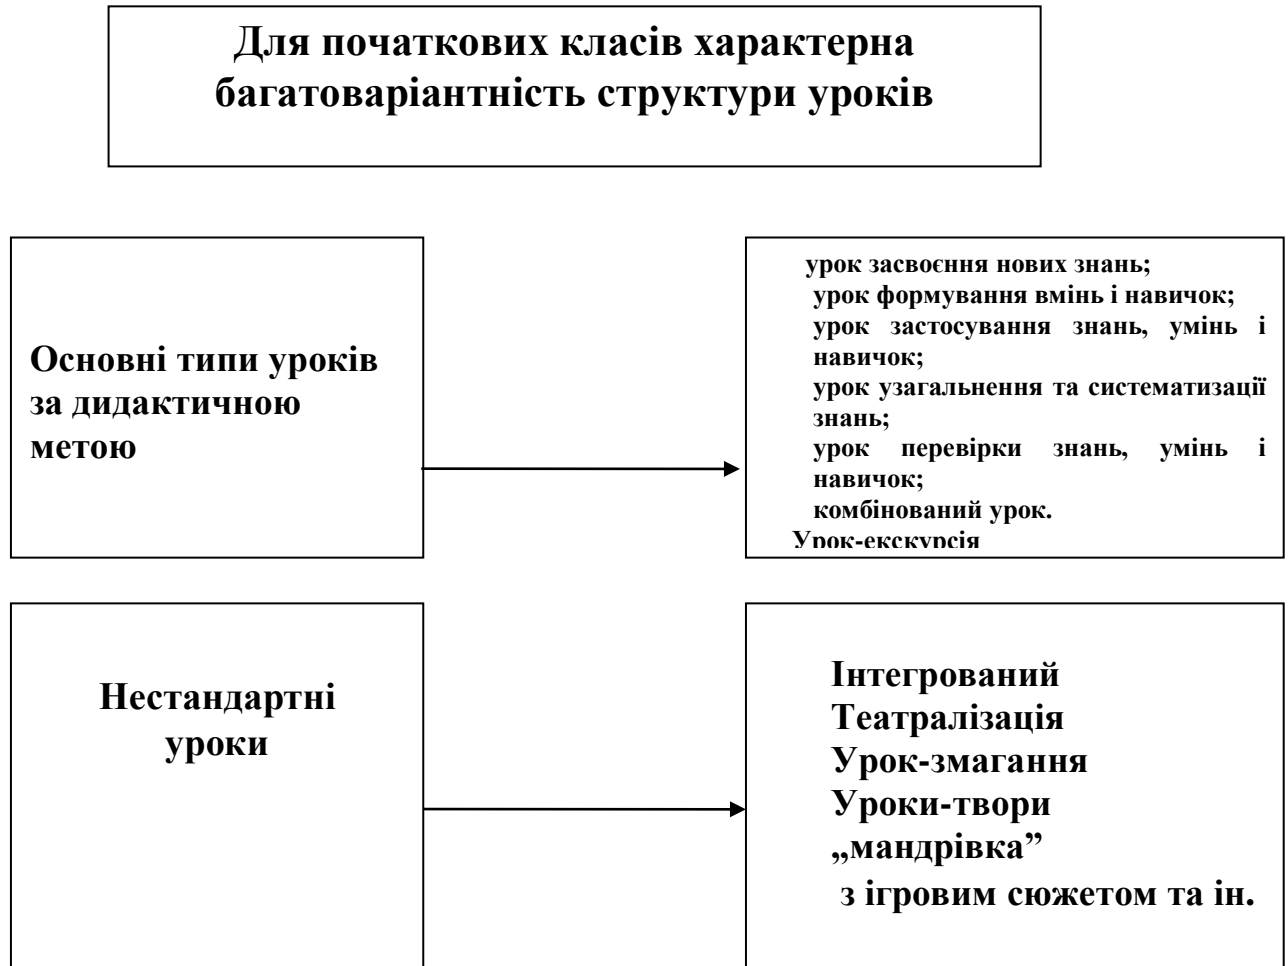 Для початкових класів характерна
багатоваріантність структури уроків
Основні типи уроків
за дидактичною
метою
урок засвоєння нових знань;
урок формування вмінь і навичок;
урок застосування знань, умінь і
навичок;
урок узагальнення та систематизації
знань;
урок перевірки знань, умінь і
навичок;
комбінований урок.
Урок-екскурсія
Нестандартні
уроки
Інтегрований
Театралізація
Урок-змагання
Уроки-твори
„мандрівка”
з ігровим сюжетом та ін.